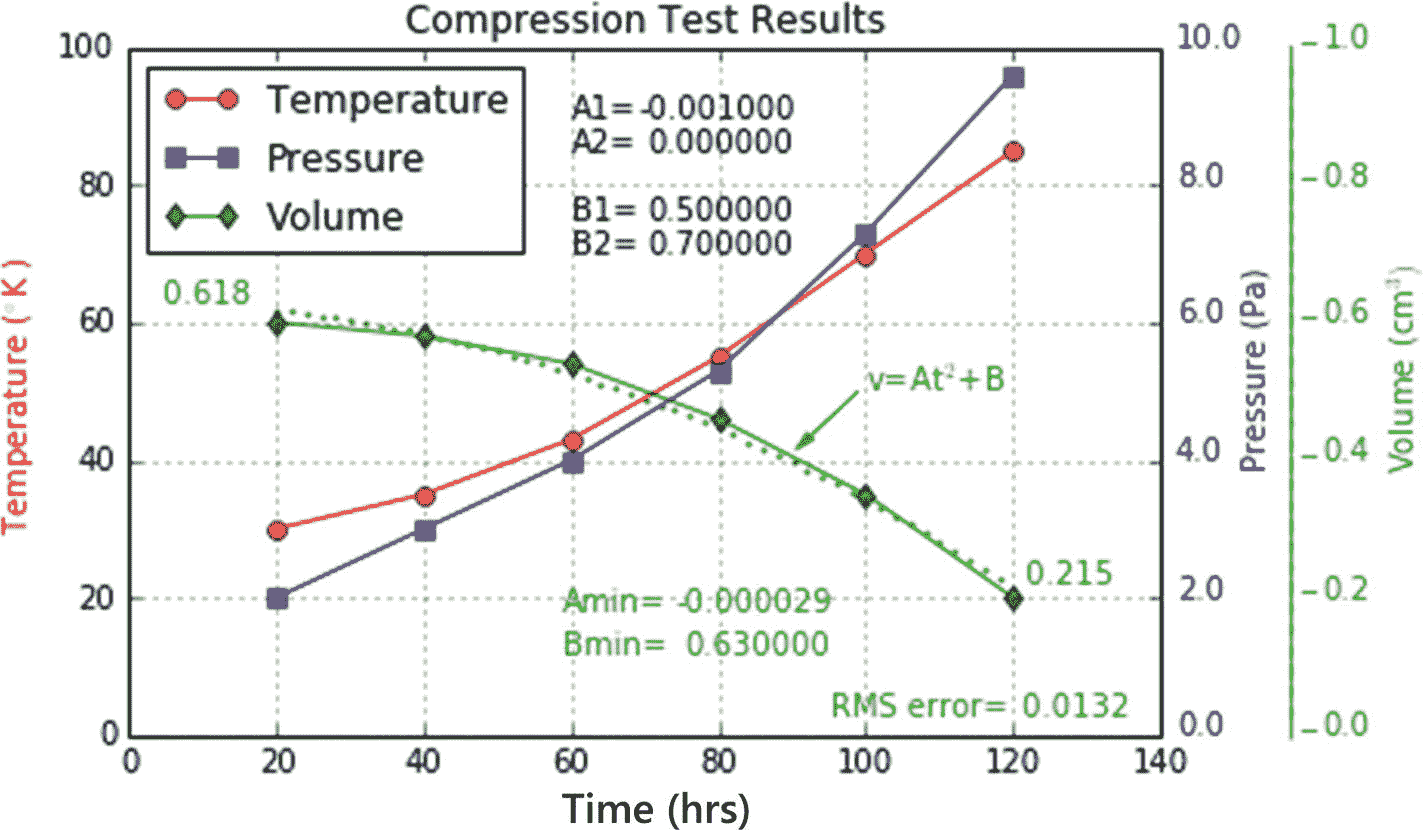 Compression Test Results
Temperature
Pressure
Volume
A1= -0.001000
A2= 0.000000
B1= 0.500000
B2= 0.700000
0.618
v=At²+B
0.215
Amin= -0.000029
Bmin= 0.630000
RMS error= 0.0132
100
80
60
40
20
0
Temperature (°K)
0 20 40 60 80 100 120 140
Time (hrs)
10.0
8.0
6.0
4.0
2.0
0.0
Pressure (Pa)
1.0
0.8
0.6
0.4
0.2
0.0
Volume (cm³)